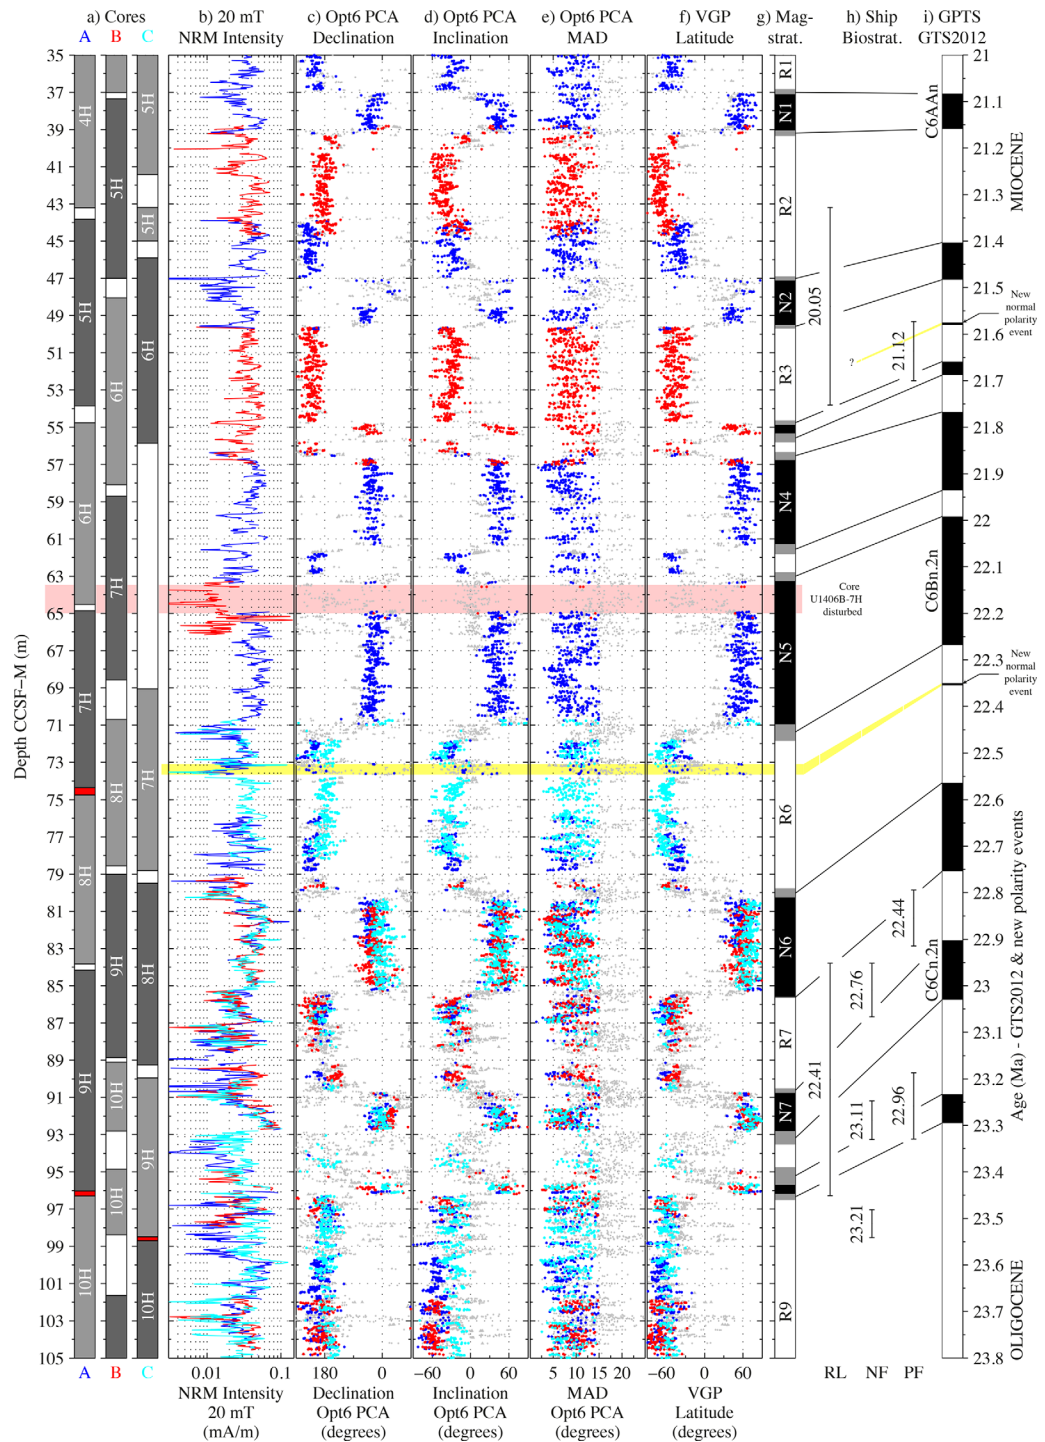 a) Cores b) 20 mT c) Opt6 PCA d) Opt6 PCA e) Opt6 PCA f) VGP g) Mag- h) Ship i) GPTS
A B C NRM Intensity Declination Inclination MAD Latitude strat. Biostrat. GTS2012
Depth CCSF−M (m)
35
37
39
41
43
45
47
49
51
53
55
57
59
61
63
65
67
69
71
73
75
77
79
81
83
85
87
89
91
93
95
97
99
101
103
105
4H
5H
6H
7H
8H
9H
10H
5H
6H
7H
8H
9H
10H
10H
5H
5H
6H
7H
8H
9H
10H
R1
N1
R2
N2
R3
N4
N5
R6
N6
R7
N7
R9
20.05
21.12
?
Core
U1406B-7H
disturbed
22.44
22.76
22.41
22.96
23.11
23.21
C6AAn
C6Bn.2n
C6Cn.2n
New
normal
polarity
event
New
normal
polarity
event
21
21.1
21.2
21.3
21.4
21.5
21.6
21.7
21.8
21.9
22
22.1
22.2
22.3
22.4
22.5
22.6
22.7
22.8
22.9
23
23.1
23.2
23.3
23.4
23.5
23.6
23.7
23.8
MIOCENE
Age (Ma) - GTS2012 & new polarity events
OLIGOCENE
A B C 0.01 0.1 180 0 −60 0 60 5 10 15 20 −60 0 60 RL NF PF
NRM Intensity Declination Inclination MAD VGP
20 mT Opt6 PCA Opt6 PCA Opt6 PCA Latitude
(mA/m) (degrees) (degrees) (degrees) (degrees)